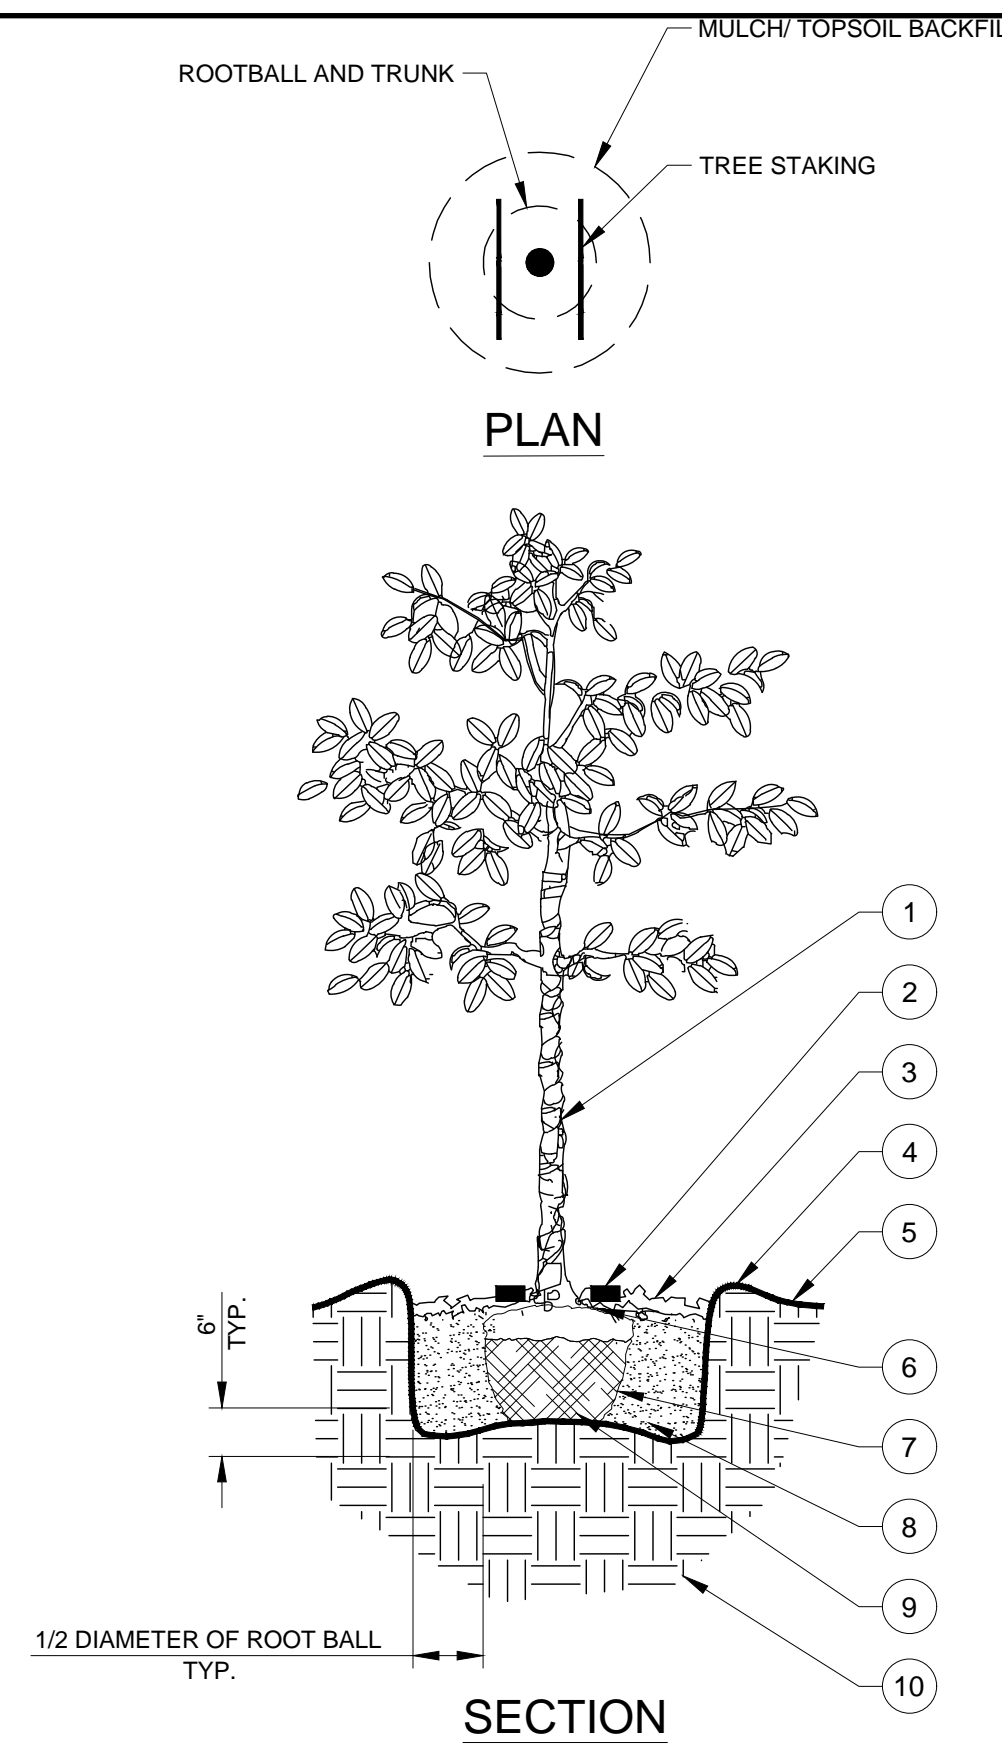 MULCH/ TOPSOIL BACKFIL
ROOTBALL AND TRUNK
TREE STAKING
PLAN
1
2
3
4
5
6"
TYP.
6
7
8
9
1/2 DIAMETER OF ROOT BALL
TYP.
10
SECTION